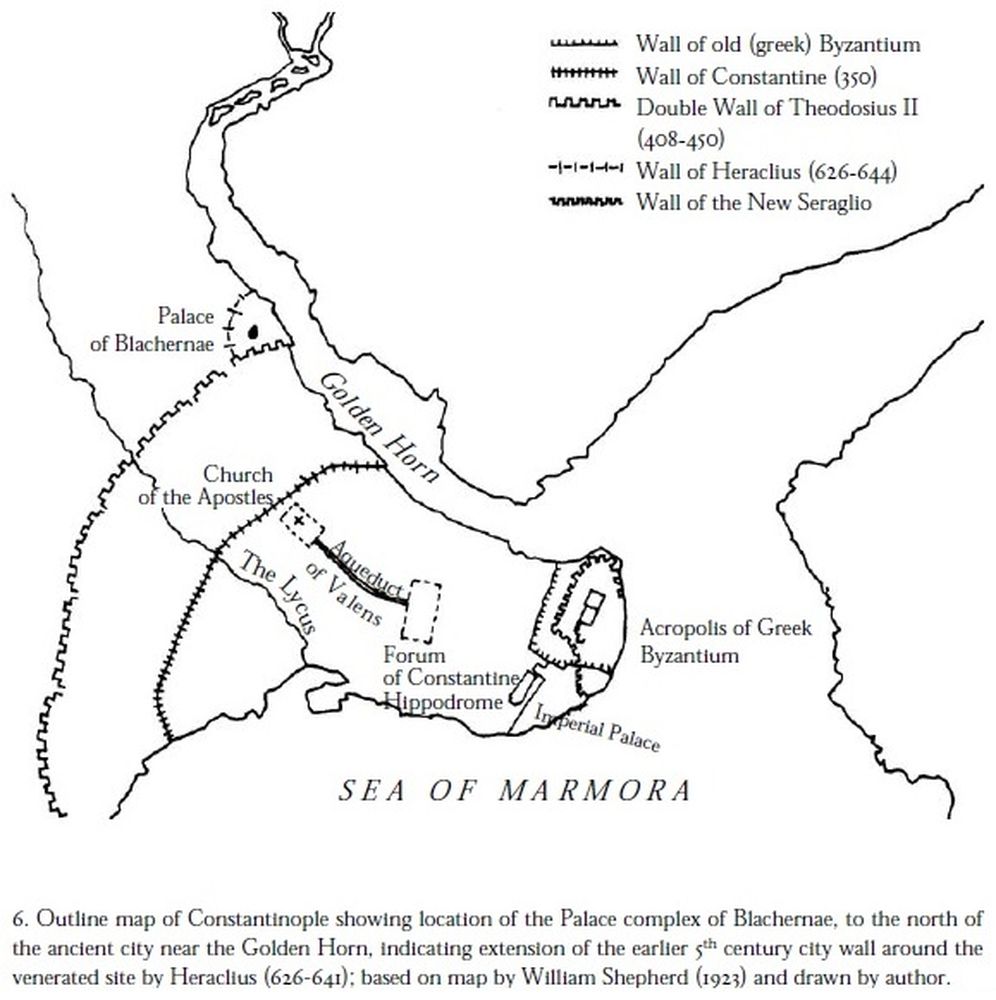 Wall of old (greek) Byzantium
Wall of Constantine (350)
Double Wall of Theodosius II
(408-450)
Wall of Heraclius (626-644)
Wall of the New Seraglio
Palace
of Blachernae
Golden Horn
Church
of the Apostles
Aqueduct
of Valens
The Lycus
Forum
of Constantine
Hippodrome
Acropolis of Greek
Byzantium
Imperial Palace
SEA OF MARMORA
6. Outline map of Constantinople showing location of the Palace complex of Blachernae, to the north of
the ancient city near the Golden Horn, indicating extension of the earlier 5th century city wall around the
venerated site by Heraclius (626-641); based on map by William Shepherd (1923) and drawn by author.